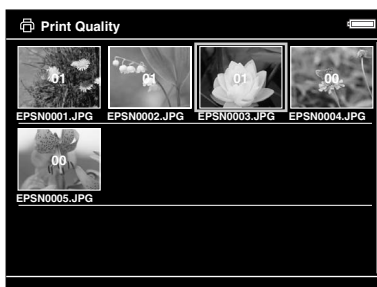 Print Quality
01 01 01 00
EPSN0001.JPG EPSN0002.JPG EPSN0003.JPG EPSN0004.JPG
00
EPSN0005.JPG